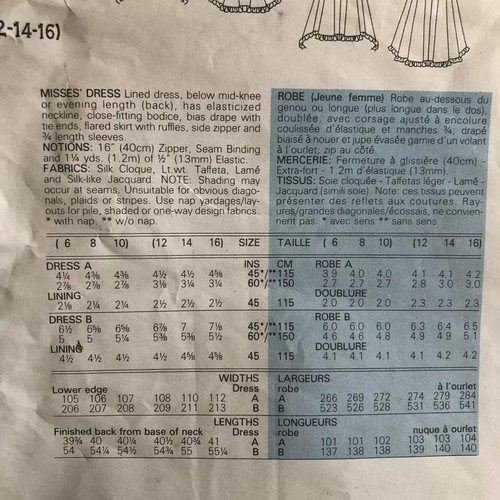 2-14-16)
MISSES' DRESS Lined dress, below mid-knee
or evening length (back), has elasticized
neckline, close-fitting bodice, bias drape with
tie ends, flared skirt with ruffles, side zipper and
¾ length sleeves.
NOTIONS: 16" (40cm) Zipper, Seam Binding
and 1¼ yds. (1.2m) of ½" (13mm) Elastic.
FABRICS: Silk Cloque, Lt.wt. Taffeta, Lamé
and Silk-like Jacquard NOTE: Shading may
occur at seams. Unsuitable for obvious diago-
nals, plaids or stripes. Use nap yardages/lay-
outs for pile, shaded or one-way design fabrics.
* with nap. ** w/o nap.
ROBE (Jeune femme) Robe au-dessous du
genou ou longue (plus longue dans le dos),
doublée, avec corsage ajusté à encolure
coulissée d'élastique et manches ¾; drapé
biaisé à nouer et jupe évasée garnie d'un volant
à l'ourlet; zip au côté.
MERCERIE: Fermeture à glissière (40cm) -
Extra-fort - 1.2m d'élastique (13mm).
TISSUS: Soie cloquée - Taffetas léger - Lamé -
Jacquard (simili soie). Note: ces tissus peuvent
présenter des reflets aux coutures. Ray-
ures/grandes diagonales/écossais, ne convien-
nent pas. * avec sens ** sans sens
( 6 8 10) (12 14 16) SIZE TAILLE ( 6 8 10) (12 14 16)
DRESS A INS CM ROBE A
4¼ 4⅜ 4⅜ 4½ 4½ 4⅝ 45*/**115 3.9 4.0 4.0 4.1 4.1 4.2
2⅞ 2⅞ 2⅞ 3⅛ 3¼ 3¼ 60*/**150 2.7 2.7 2.7 2.8 3.0 3.0
LINING DOUBLURE
2⅛ 2¼ 2¼ 2½ 2½ 2½ 45 115 2.0 2.0 2.0 2.3 2.3 2.3
DRESS B ROBE B
6½ 6⅝ 6⅝ 6⅞ 7 7⅛ 45*/**115 6.0 6.0 6.0 6.3 6.4 6.5
5 5 5¼ 5⅜ 5⅜ 5½ 60*/**150 4.6 4.6 4.8 4.9 4.9 5.1
LINING DOUBLURE
4½ 4½ 4½ 4½ 4⅝ 4⅝ 45 115 4.1 4.1 4.1 4.1 4.2 4.2
WIDTHS LARGEURS
Lower edge Dress robe à l'ourlet
105 106 107 108 110 112 A A 266 269 272 274 279 284
206 207 208 209 211 213 B B 523 526 528 531 536 541
LENGTHS LONGUEURS
Finished back from base of neck Dress robe nuque à ourlet
39¾ 40 40¼ 40½ 40¾ 41 A A 101 101 102 103 103 104
54 54¼ 54½ 54¾ 55 55¼ B B 137 138 138 139 140 140